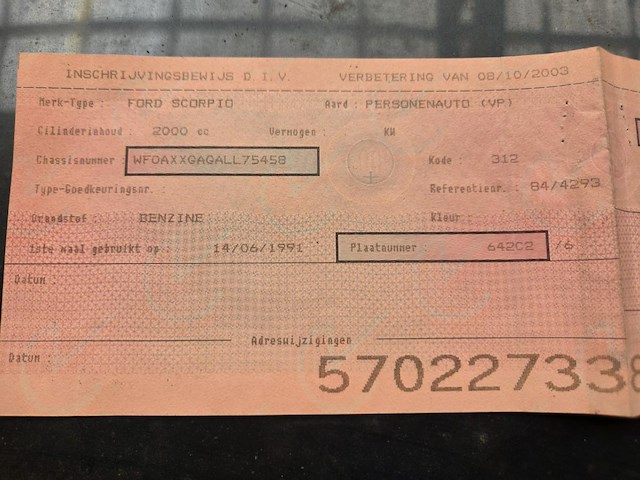 INSCHRIJVINGSBEWIJS D.I.V. VERBETERING VAN 08/10/2003
Merk-Type : FORD SCORPIO Aard : PERSONENAUTO (VP)
Cilinderinhoud : 2000 cc Vermogen : KW
Chassisnummer : WFOAXXGAGALL75458 Kode : 312
Type-Goedkeuringsnr. : Referentienr. : 84/4293
Brandstof : BENZINE Kleur :
1ste maal gebruikt op : 14/06/1991 Plaatnummer : 642C2 /6
Datum :
Adreswijzigingen
Datum :
570227338